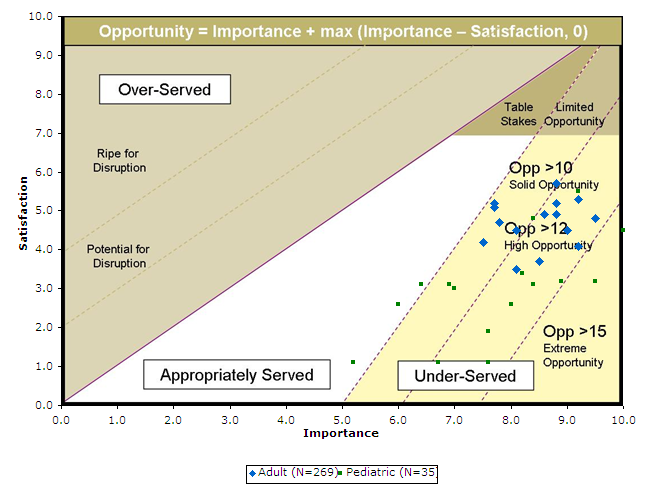 Opportunity = Importance + max (Importance – Satisfaction, 0)
Over-Served
Table
Stakes
Limited
Opportunity
Ripe for
Disruption
Opp >10
Solid Opportunity
Opp >12
High Opportunity
Potential for
Disruption
Opp >15
Extreme
Opportunity
Appropriately Served
Under-Served
Satisfaction
10.0
9.0
8.0
7.0
6.0
5.0
4.0
3.0
2.0
1.0
0.0
0.0 1.0 2.0 3.0 4.0 5.0 6.0 7.0 8.0 9.0 10.0
Importance
Adult (N=269) Pediatric (N=35)